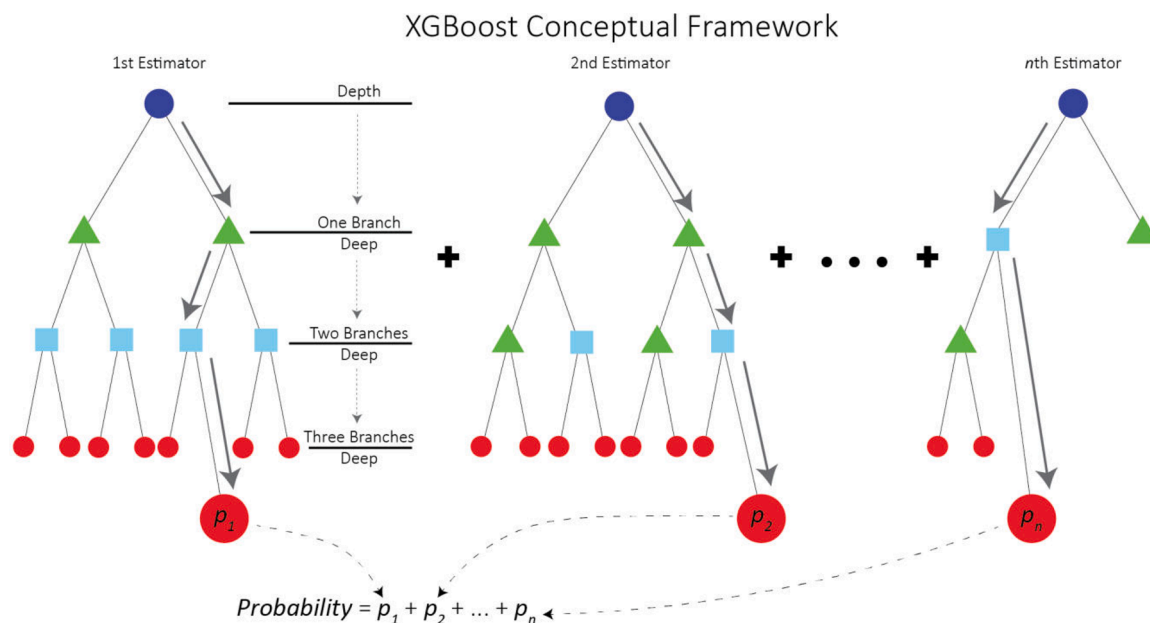 XGBoost Conceptual Framework
1st Estimator
2nd Estimator
nth Estimator
Depth
One Branch
Deep
Two Branches
Deep
Three Branches
Deep
+
+ ... +
p1
p2
pn
Probability = p1 + p2 + ... + pn